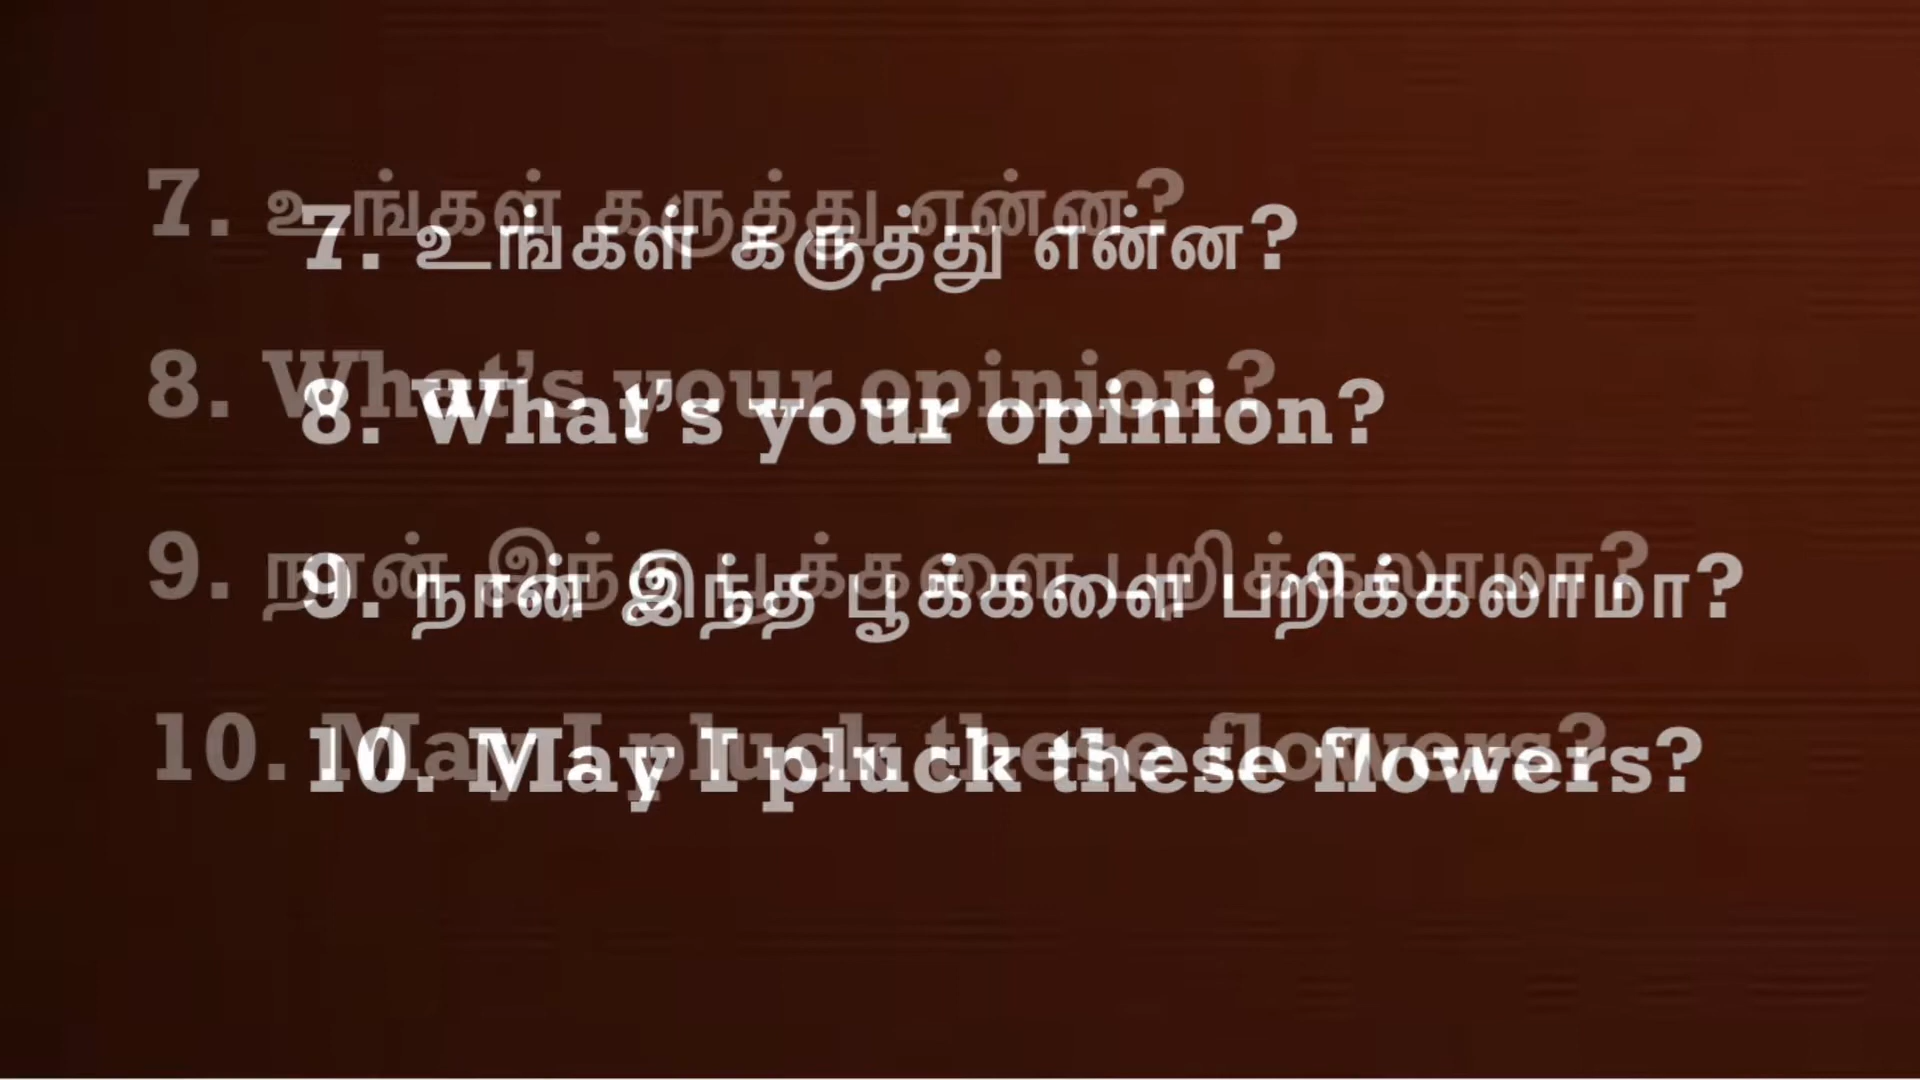 7. உங்கள் கருத்து என்ன?
8. What's your opinion?
9. நான் இந்த பூக்களை பறிக்கலாமா?
10. May I pluck these flowers?